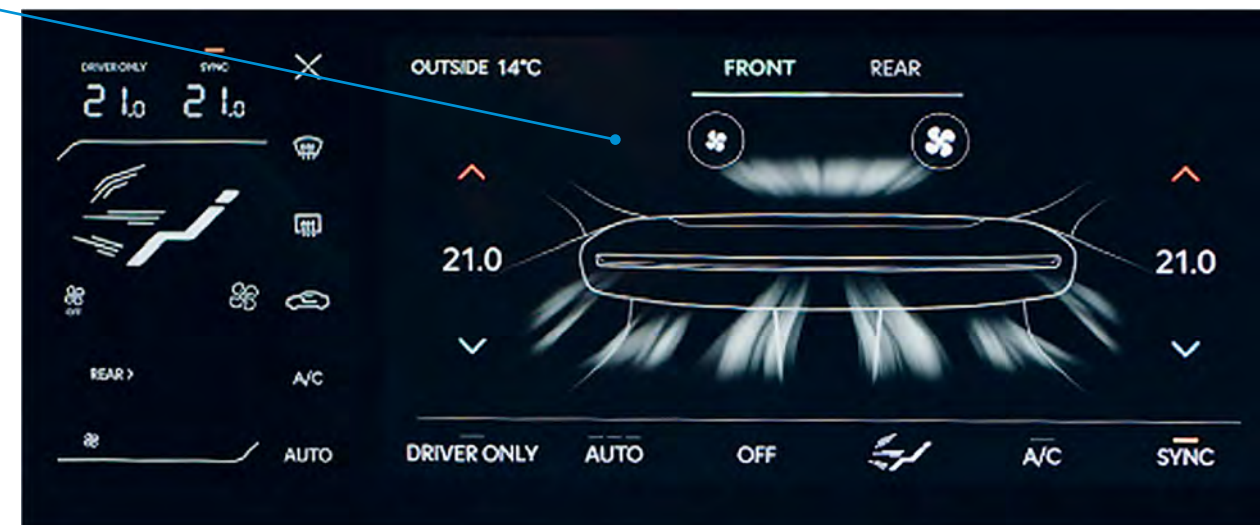 DRIVER ONLY SYNC
21.0 21.0
OFF
REAR >
A/C
AUTO
OUTSIDE 14°C
FRONT REAR
21.0 21.0
DRIVER ONLY AUTO OFF A/C SYNC